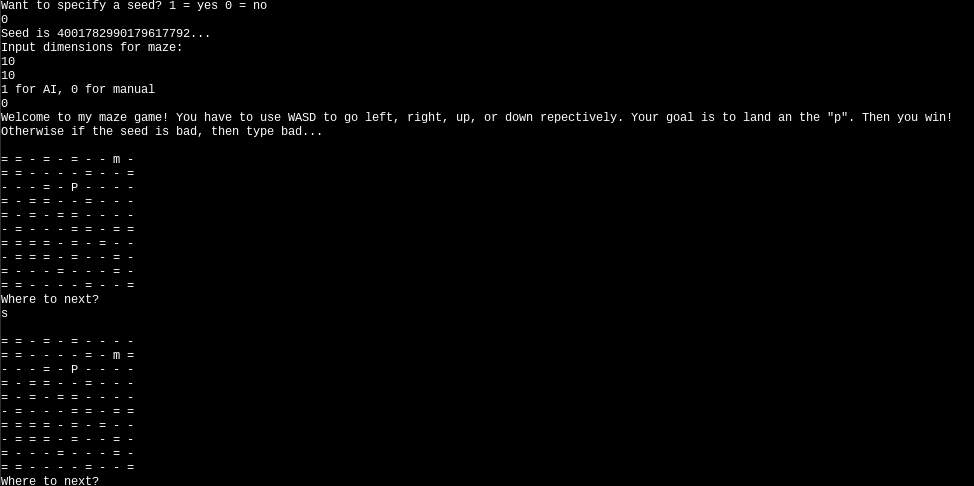 Want to specify a seed? 1 = yes 0 = no
0
Seed is 4001782990179617792...
Input dimensions for maze:
10
10
1 for AI, 0 for manual
0
Welcome to my maze game! You have to use WASD to go left, right, up, or down repectively. Your goal is to land an the "p". Then you win!
Otherwise if the seed is bad, then type bad...
= = - = - = - - m -
= = - - - - = - - =
- - - = - P - - - -
= - = = - - = - - -
= - - = = - - - - -
- = - - - = = - = =
= = = = - = - = - -
- = = = - = - - = -
= - - - = - - - = -
= = - - - - = - - =
Where to next?
s
= = - = - = - - - -
= = - - - - = - m =
- - - = - P - - - -
= - = = - - = - - -
= - - = = = - - - -
- = - - - = = - = =
= = = = - = - = - -
- = = = - = - - = -
= - - - = - - - = -
= = - - - - = - - =
Where to next?